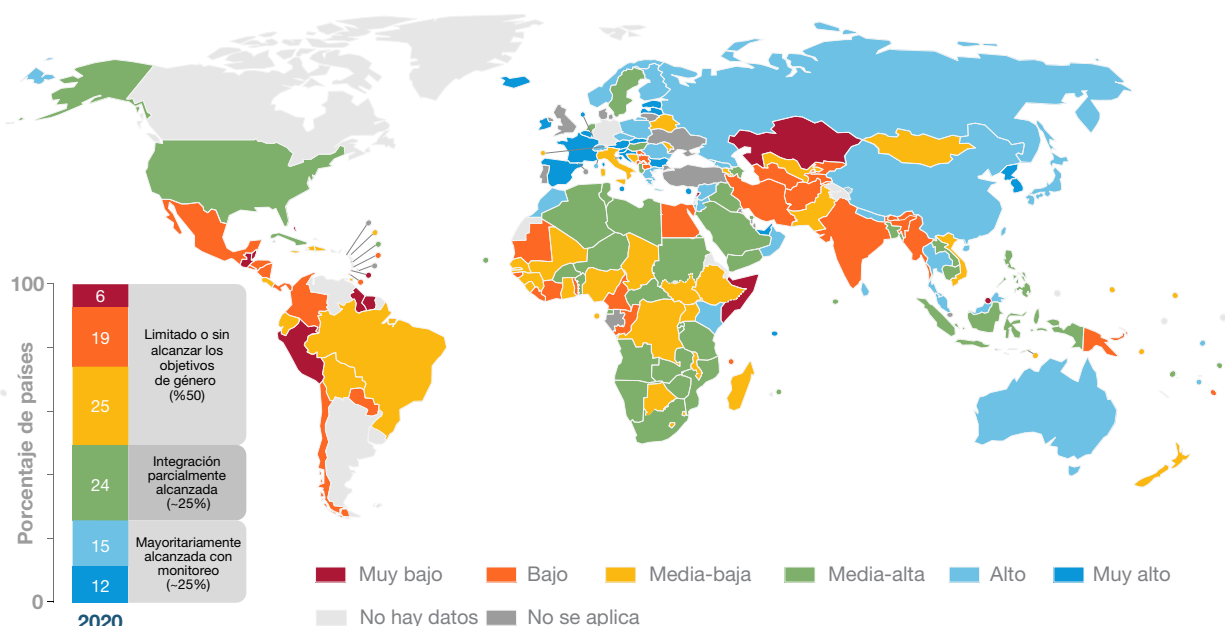 Porcentaje de países
100
0
6
19
25
24
15
12
2020
Limitado o sin
alcanzar los
objetivos
de género
(%50)
Integración
parcialmente
alcanzada
(~25%)
Mayoritariamente
alcanzada con
monitoreo
(~25%)
Muy bajo
Bajo
Media-baja
Media-alta
Alto
Muy alto
No hay datos
No se aplica